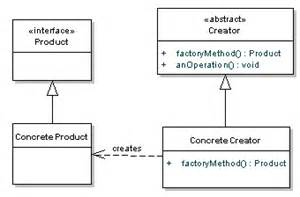 «interface»
Product
«abstract»
Creator
+ factoryMethod() : Product
+ anOperation() : void
Concrete Product
creates
Concrete Creator
+ factoryMethod() : Product